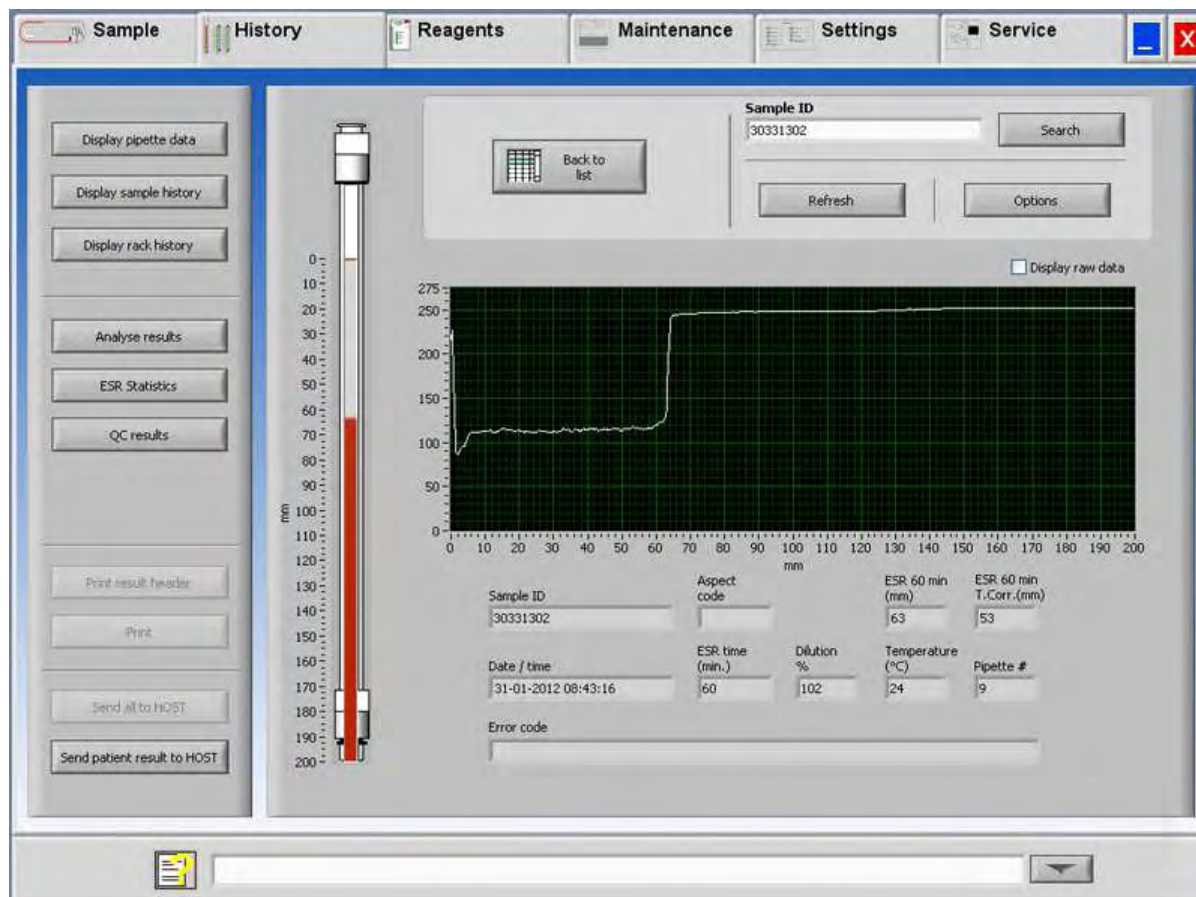 Sample
History
Reagents
Maintenance
Settings
Service
_
X
Display pipette data
Display sample history
Display rack history
Analyse results
ESR Statistics
QC results
Print result header
Print
Send all to HOST
Send patient result to HOST
mm
0
10
20
30
40
50
60
70
80
90
100
110
120
130
140
150
160
170
180
190
200
Back to
list
Sample ID
30331302
Search
Refresh
Options
Display raw data
275
250
200
150
100
50
0
0 10 20 30 40 50 60 70 80 90 100 110 120 130 140 150 160 170 180 190 200
mm
Sample ID
30331302
Aspect
code
ESR 60 min
(mm)
63
ESR 60 min
T.Corr.(mm)
53
Date / time
31-01-2012 08:43:16
ESR time
(min.)
60
Dilution
%
102
Temperature
(°C)
24
Pipette #
9
Error code
?